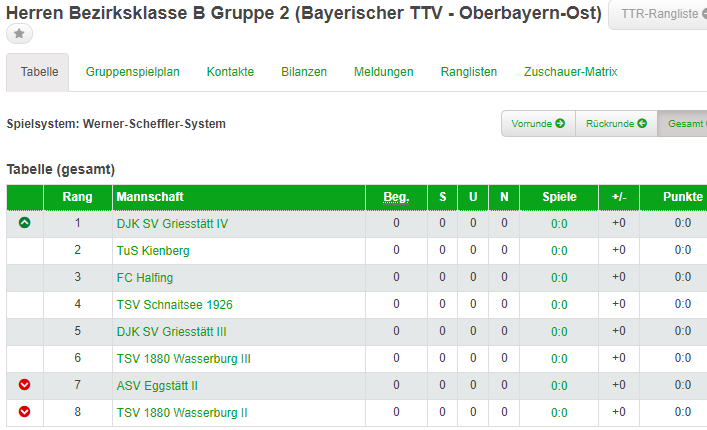 Herren Bezirksklasse B Gruppe 2 (Bayerischer TTV - Oberbayern-Ost)
TTR-Rangliste
Tabelle Gruppenspielplan Kontakte Bilanzen Meldungen Ranglisten Zuschauer-Matrix
Spielsystem: Werner-Scheffler-System
Vorrunde Rückrunde Gesamt
Tabelle (gesamt)
Rang Mannschaft Beg. S U N Spiele +/- Punkte
1 DJK SV Griesstätt IV 0 0 0 0 0:0 +0 0:0
2 TuS Kienberg 0 0 0 0 0:0 +0 0:0
3 FC Halfing 0 0 0 0 0:0 +0 0:0
4 TSV Schnaitsee 1926 0 0 0 0 0:0 +0 0:0
5 DJK SV Griesstätt III 0 0 0 0 0:0 +0 0:0
6 TSV 1880 Wasserburg III 0 0 0 0 0:0 +0 0:0
7 ASV Eggstätt II 0 0 0 0 0:0 +0 0:0
8 TSV 1880 Wasserburg II 0 0 0 0 0:0 +0 0:0